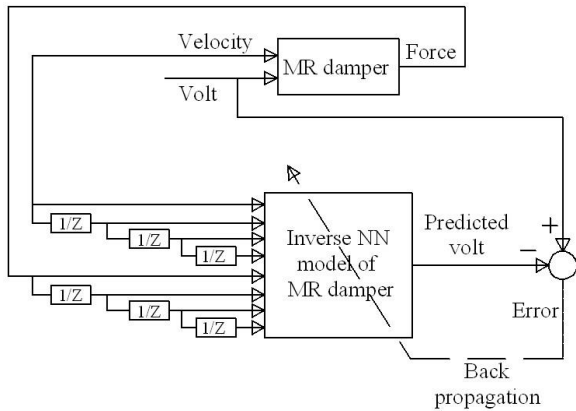 Velocity
MR damper
Force
Volt
1/Z
1/Z
1/Z
Inverse NN
model of
MR damper
Predicted
volt
+
−
1/Z
1/Z
1/Z
Error
Back
propagation